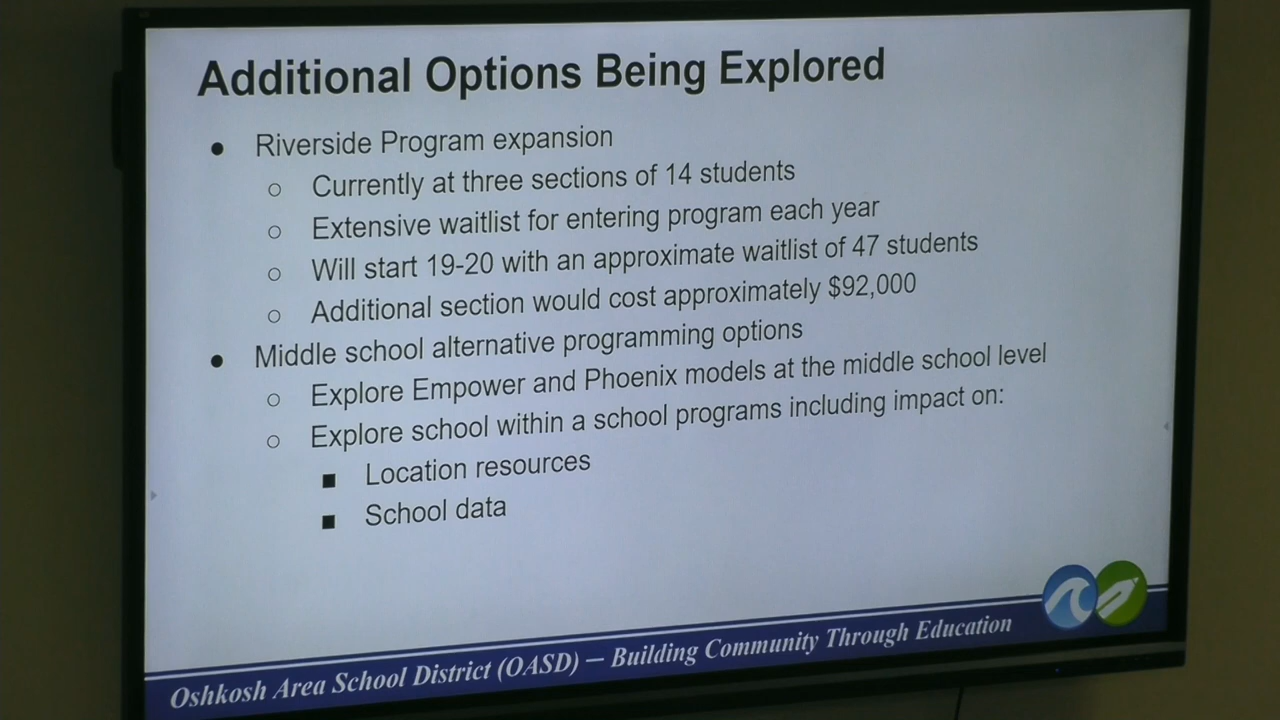 Additional Options Being Explored
● Riverside Program expansion
○ Currently at three sections of 14 students
○ Extensive waitlist for entering program each year
○ Will start 19-20 with an approximate waitlist of 47 students
○ Additional section would cost approximately $92,000
● Middle school alternative programming options
○ Explore Empower and Phoenix models at the middle school level
○ Explore school within a school programs including impact on:
■ Location resources
■ School data
Oshkosh Area School District (OASD) — Building Community Through Education